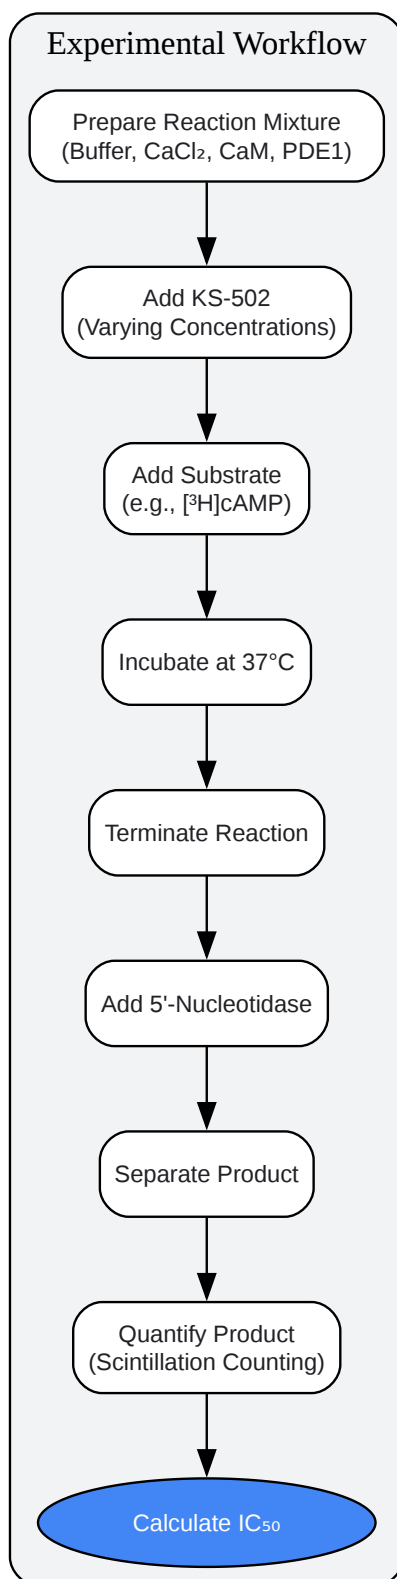 Experimental Workflow
Prepare Reaction Mixture
(Buffer, CaCl₂, CaM, PDE1)
Add KS-502
(Varying Concentrations)
Add Substrate
(e.g., [³H]cAMP)
Incubate at 37°C
Terminate Reaction
Add 5'-Nucleotidase
Separate Product
Quantify Product
(Scintillation Counting)
Calculate IC₅₀